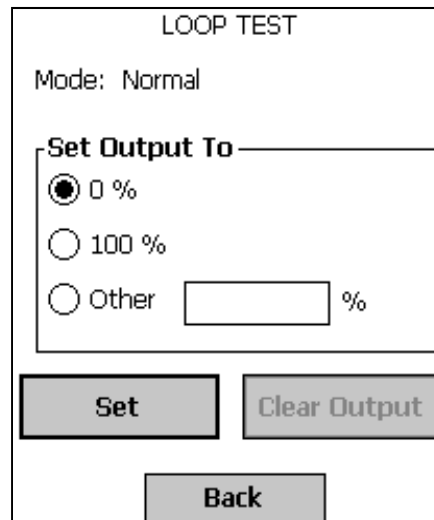 LOOP TEST
Mode: Normal
Set Output To
0 %
100 %
Other %
Set Clear Output
Back